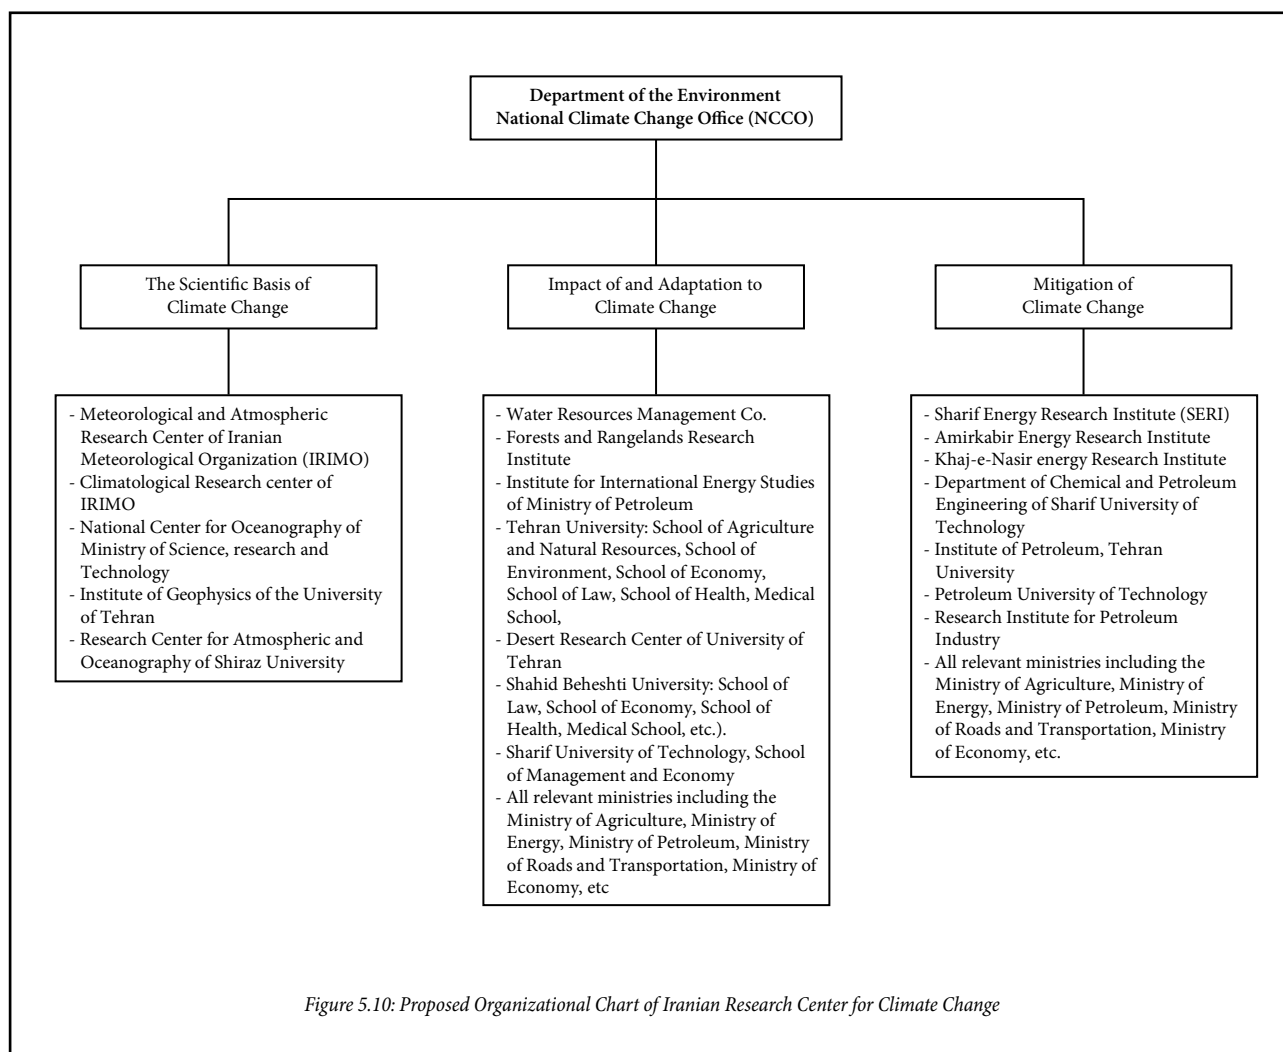 Department of the Environment
National Climate Change Office (NCCO)
The Scientific Basis of
Climate Change
Impact of and Adaptation to
Climate Change
Mitigation of
Climate Change
- Meteorological and Atmospheric
Research Center of Iranian
Meteorological Organization (IRIMO)
- Climatological Research center of
IRIMO
- National Center for Oceanography of
Ministry of Science, research and
Technology
- Institute of Geophysics of the University
of Tehran
- Research Center for Atmospheric and
Oceanography of Shiraz University
- Water Resources Management Co.
- Forests and Rangelands Research
Institute
- Institute for International Energy Studies
of Ministry of Petroleum
- Tehran University: School of Agriculture
and Natural Resources, School of
Environment, School of Economy,
School of Law, School of Health, Medical
School,
- Desert Research Center of University of
Tehran
- Shahid Beheshti University: School of
Law, School of Economy, School of
Health, Medical School, etc.).
- Sharif University of Technology, School
of Management and Economy
- All relevant ministries including the
Ministry of Agriculture, Ministry of
Energy, Ministry of Petroleum, Ministry
of Roads and Transportation, Ministry of
Economy, etc
- Sharif Energy Research Institute (SERI)
- Amirkabir Energy Research Institute
- Khaj-e-Nasir energy Research Institute
- Department of Chemical and Petroleum
Engineering of Sharif University of
Technology
- Institute of Petroleum, Tehran
University
- Petroleum University of Technology
- Research Institute for Petroleum
Industry
- All relevant ministries including the
Ministry of Agriculture, Ministry of
Energy, Ministry of Petroleum, Ministry
of Roads and Transportation, Ministry
of Economy, etc.
Figure 5.10: Proposed Organizational Chart of Iranian Research Center for Climate Change